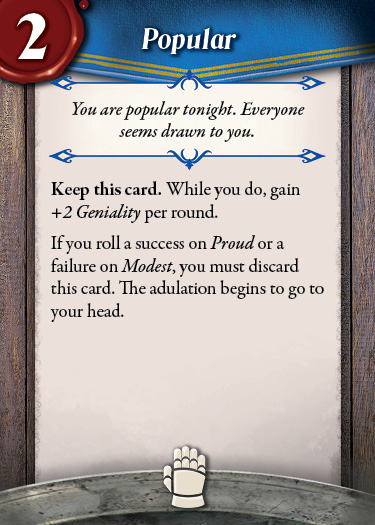 2
Popular
You are popular tonight. Everyone
seems drawn to you.
Keep this card. While you do, gain
+2 Geniality per round.
If you roll a success on Proud or a
failure on Modest, you must discard
this card. The adulation begins to go to
your head.